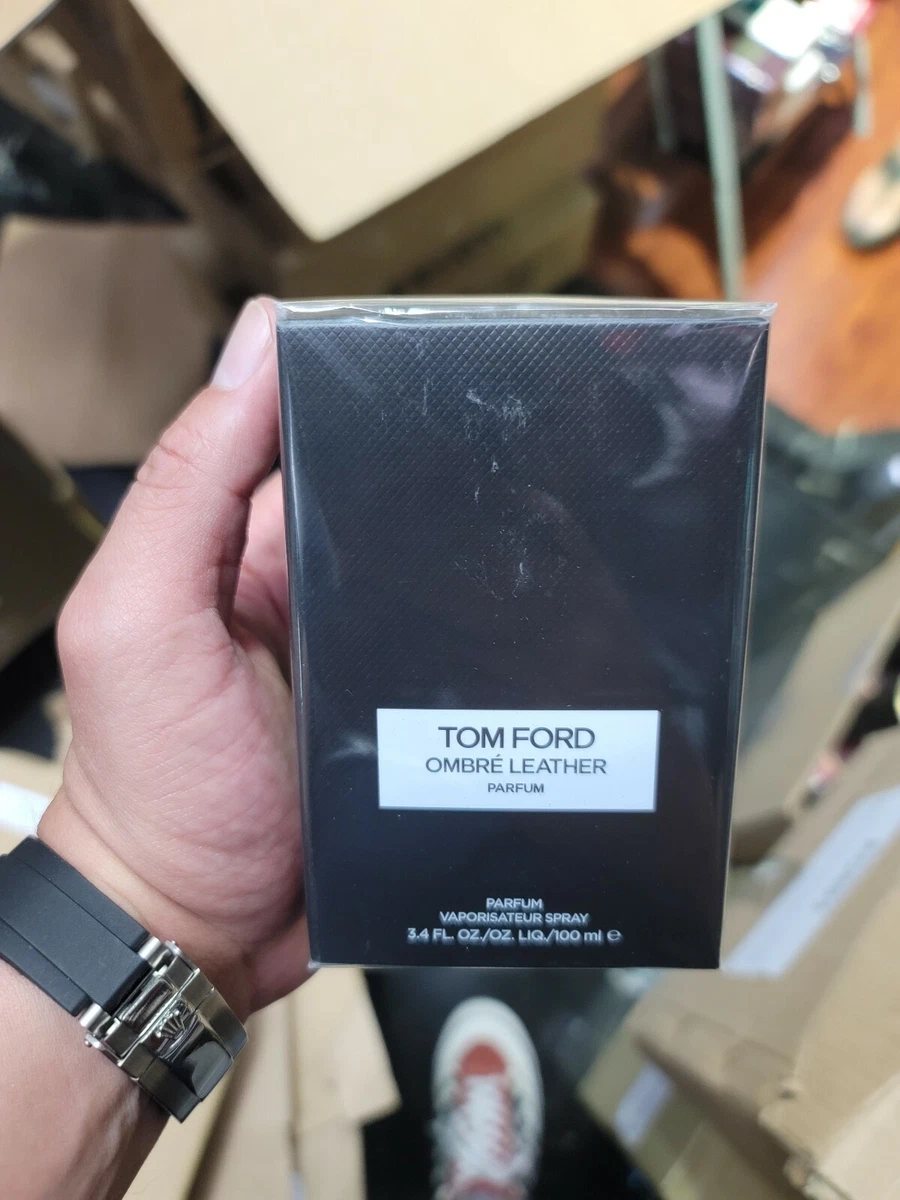 TOM FORD
OMBRÉ LEATHER
PARFUM
PARFUM
VAPORISATEUR SPRAY
3.4 FL. OZ./OZ. LIQ./100 ml ℮